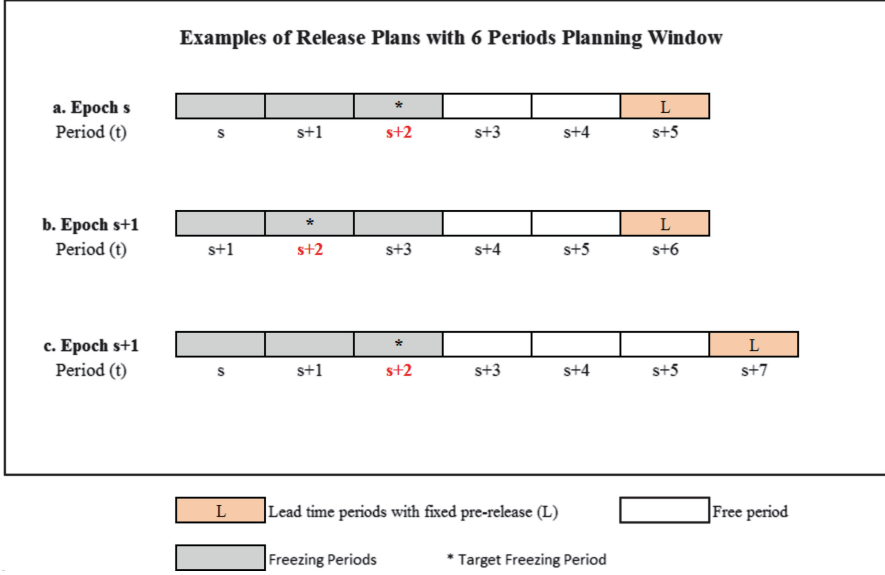 Examples of Release Plans with 6 Periods Planning Window
a. Epoch s * L
Period (t) s s+1 s+2 s+3 s+4 s+5
b. Epoch s+1 * L
Period (t) s+1 s+2 s+3 s+4 s+5 s+6
c. Epoch s+1 * L
Period (t) s s+1 s+2 s+3 s+4 s+5 s+7
L Lead time periods with fixed pre-release (L) Free period
Freezing Periods * Target Freezing Period